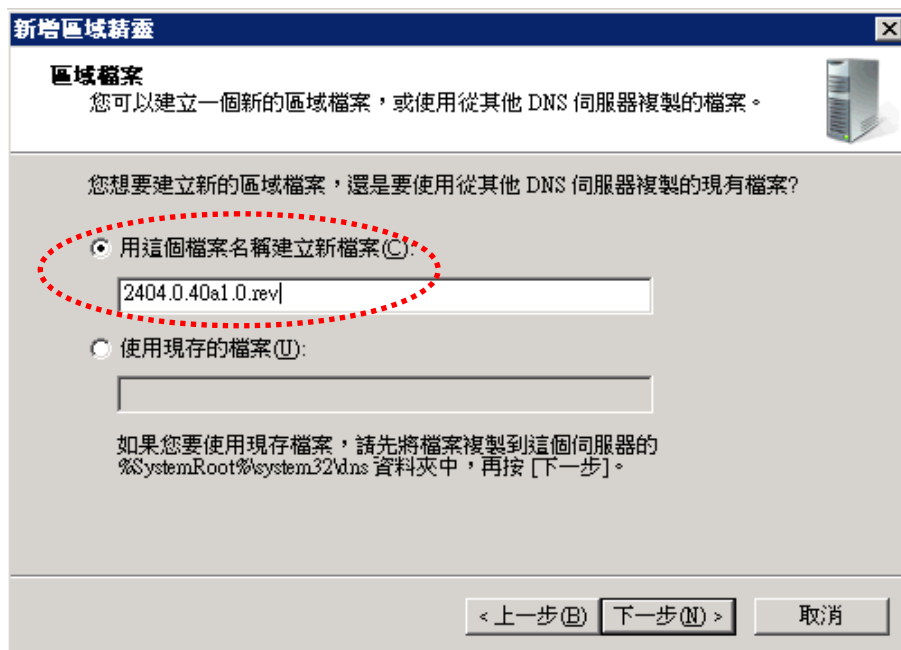 新增區域精靈
區域檔案
您可以建立一個新的區域檔案，或使用從其他 DNS 伺服器複製的檔案。
您想要建立新的區域檔案，還是要使用從其他 DNS 伺服器複製的現有檔案?
用這個檔案名稱建立新檔案(C):
2404.0.40a1.0.rev
使用現存的檔案(U):
如果您要使用現存檔案，請先將檔案複製到這個伺服器的
%SystemRoot%\system32\dns 資料夾中，再按 [下一步]。
< 上一步(B) 下一步(N) > 取消